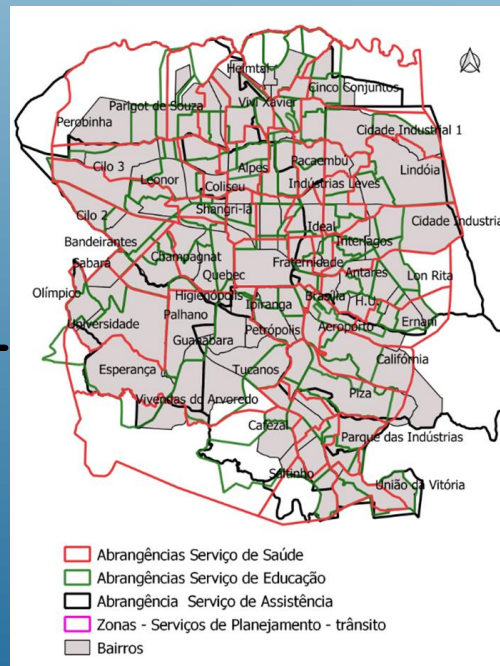 Heimtal
Cinco Conjuntos
Parigot de Souza
Vivi Xavier
Perobinha
Cidade Industrial 1
Cilo 3
Alpes
Pacaembú
Lindóia
Leonor
Coliseu
Indústrias Leves
Cilo 2
Shangri-lá
Ideal
Cidade Industria
Bandeirantes
Interlagos
Sabará
Champagnat
Quebec
Fraternidade
Antares
Lon Rita
Olímpico
Higienópolis
Ipiranga
Brasília
H.U.
Universidade
Palhano
Petrópolis
Aeroporto
Ernani
Guanabara
Califórnia
Esperança
Tucanos
Piza
Vivendas do Arvoredo
Cafezal
Parque das Indústrias
Saltinho
União da Vitória
Abrangências Serviço de Saúde
Abrangências Serviço de Educação
Abrangência Serviço de Assistência
Zonas - Serviços de Planejamento - trânsito
Bairros